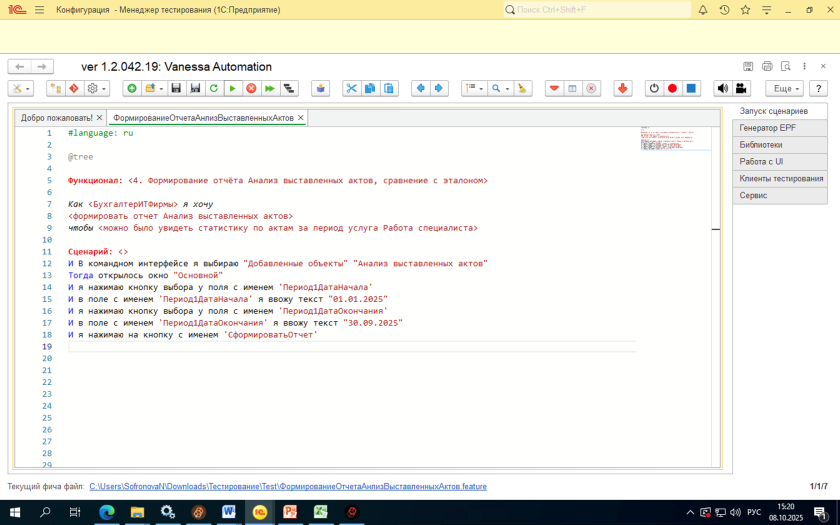 Конфигурация - Менеджер тестирования (1С:Предприятие)
Поиск Ctrl+Shift+F
ver 1.2.042.19: Vanessa Automation
Еще
?
Добро пожаловать!
ФормированиеОтчетаАнлизВыставленныхАктов
1 #language: ru
2
3 @tree
4
5 Функционал: <4. Формирование отчёта Анализ выставленных актов, сравнение с эталоном>
6
7 Как <БухгалтерИТФирмы> я хочу
8 <формировать отчет Анализ выставленных актов>
9 чтобы <можно было увидеть статистику по актам за период услуга Работа специалиста>
10
11 Сценарий: <>
12 И В командном интерфейсе я выбираю "Добавленные объекты" "Анализ выставленных актов"
13 Тогда открылось окно "Основной"
14 И я нажимаю кнопку выбора у поля с именем 'Период1ДатаНачала'
15 И в поле с именем 'Период1ДатаНачала' я ввожу текст "01.01.2025"
16 И я нажимаю кнопку выбора у поля с именем 'Период1ДатаОкончания'
17 И в поле с именем 'Период1ДатаОкончания' я ввожу текст "30.09.2025"
18 И я нажимаю на кнопку с именем 'СформироватьОтчет'
19
20
21
22
23
24
25
26
27
28
29
Запуск сценариев
Генератор EPF
Библиотеки
Работа с UI
Клиенты тестирования
Сервис
Текущий фича файл: C:\Users\SofronovaN\Downloads\Тестирование\Test\ФормированиеОтчетаАнлизВыставленныхАктов.feature
1/1/7
РУС
15:20
08.10.2025
1